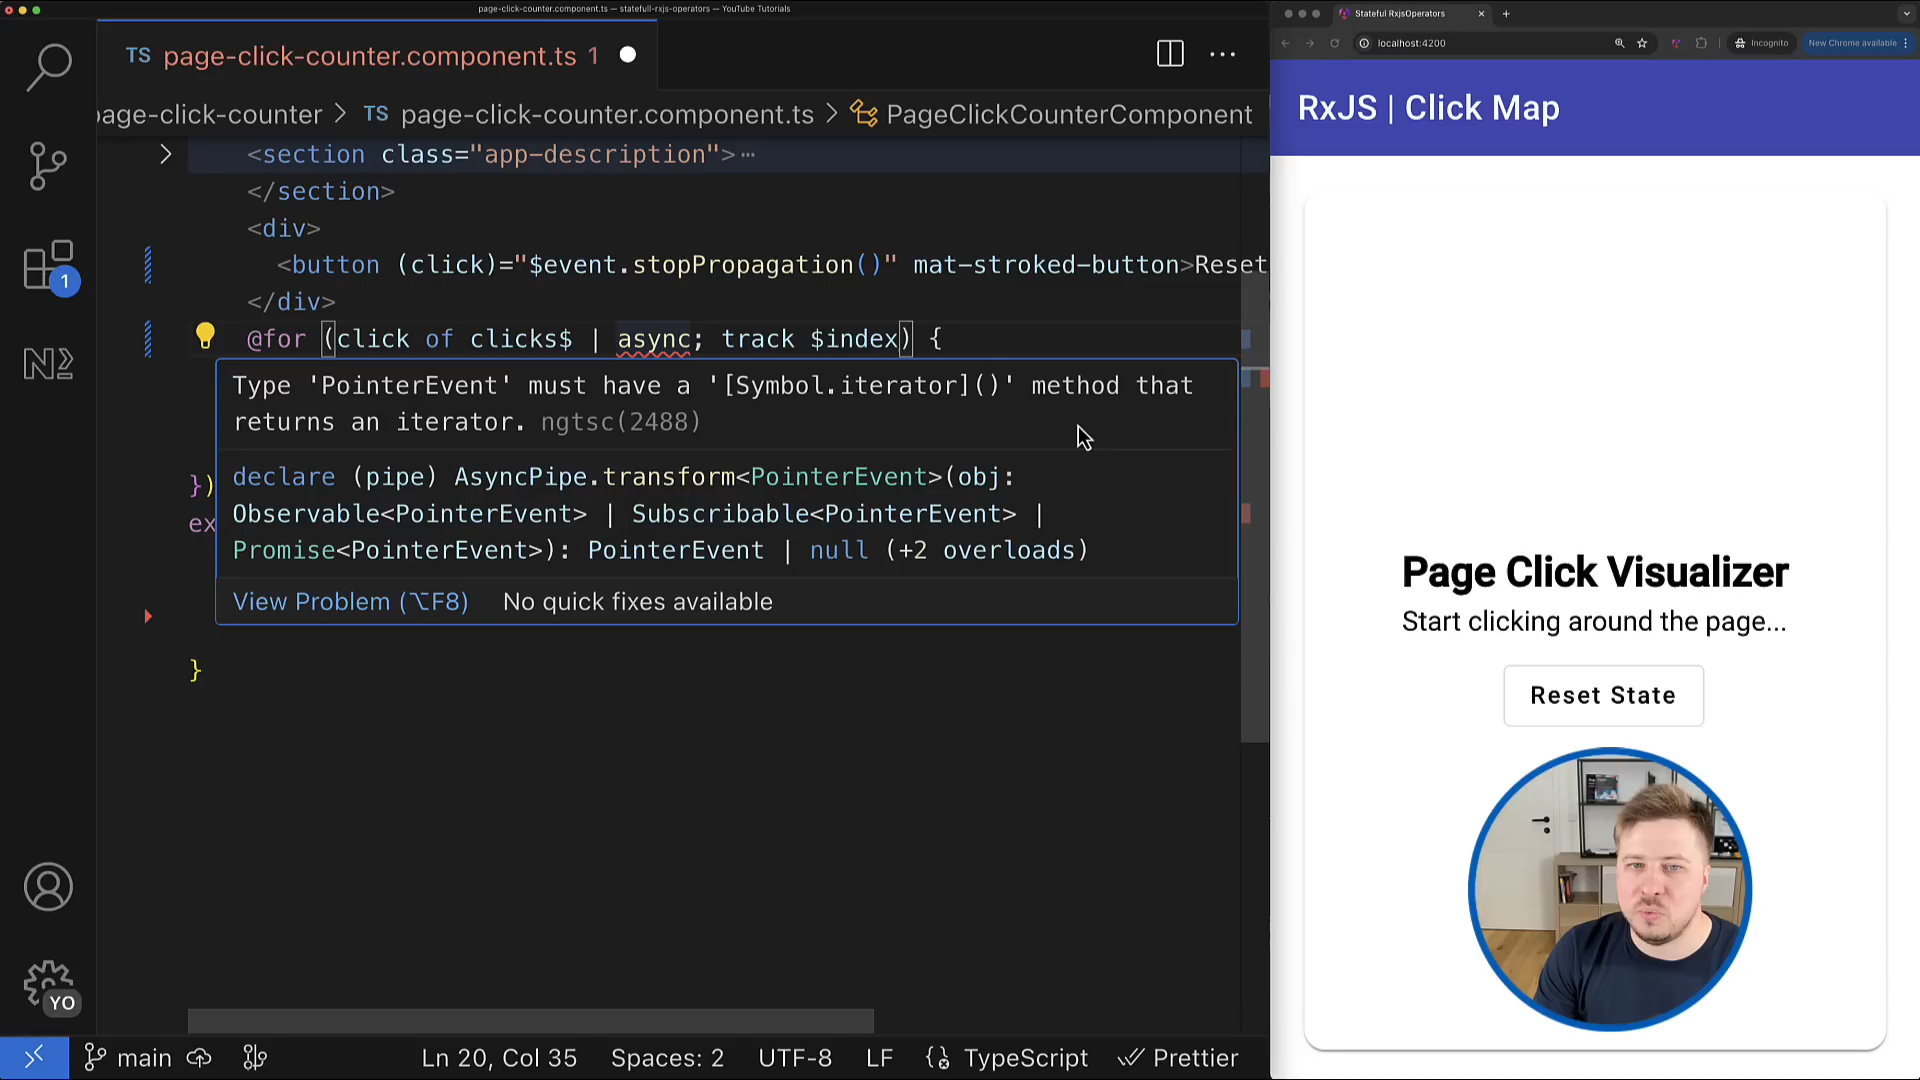 page-click-counter.component.ts — statefull-rxjs-operators — YouTube Tutorials
TS page-click-counter.component.ts 1
page-click-counter > TS page-click-counter.component.ts > PageClickCounterComponent
<section class="app-description">
</section>
<div>
<button (click)="$event.stopPropagation()" mat-stroked-button>Reset
</div>
@for (click of clicks$ | async; track $index) {
Type 'PointerEvent' must have a '[Symbol.iterator]()' method that
returns an iterator. ngtsc(2488)
declare (pipe) AsyncPipe.transform<PointerEvent>(obj:
Observable<PointerEvent> | Subscribable<PointerEvent> |
Promise<PointerEvent>): PointerEvent | null (+2 overloads)
View Problem (⌥F8) No quick fixes available
})
ex
}
1
YO
main
Ln 20, Col 35 Spaces: 2 UTF-8 LF TypeScript Prettier
Stateful RxjsOperators
localhost:4200
Incognito
New Chrome available
RxJS | Click Map
Page Click Visualizer
Start clicking around the page...
Reset State